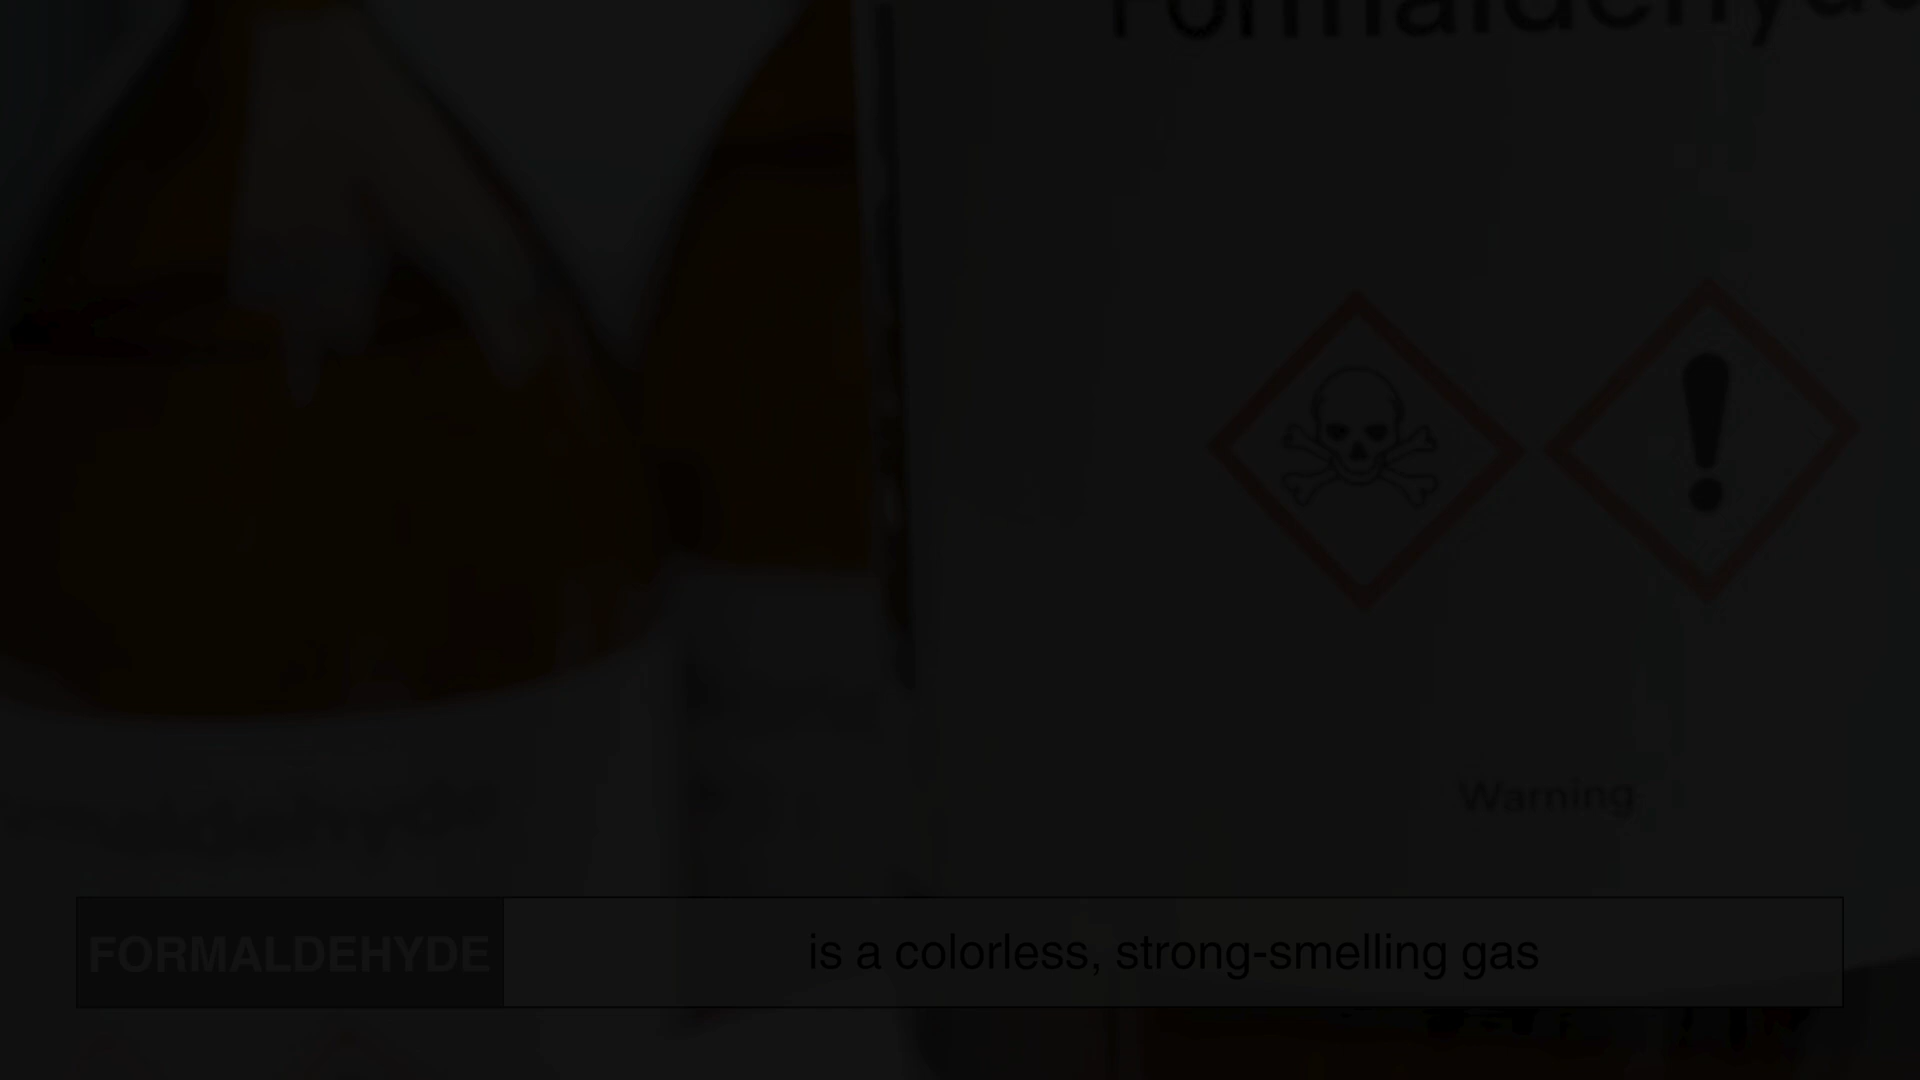 Formaldehyde
Warning
FORMALDEHYDE is a colorless, strong-smelling gas